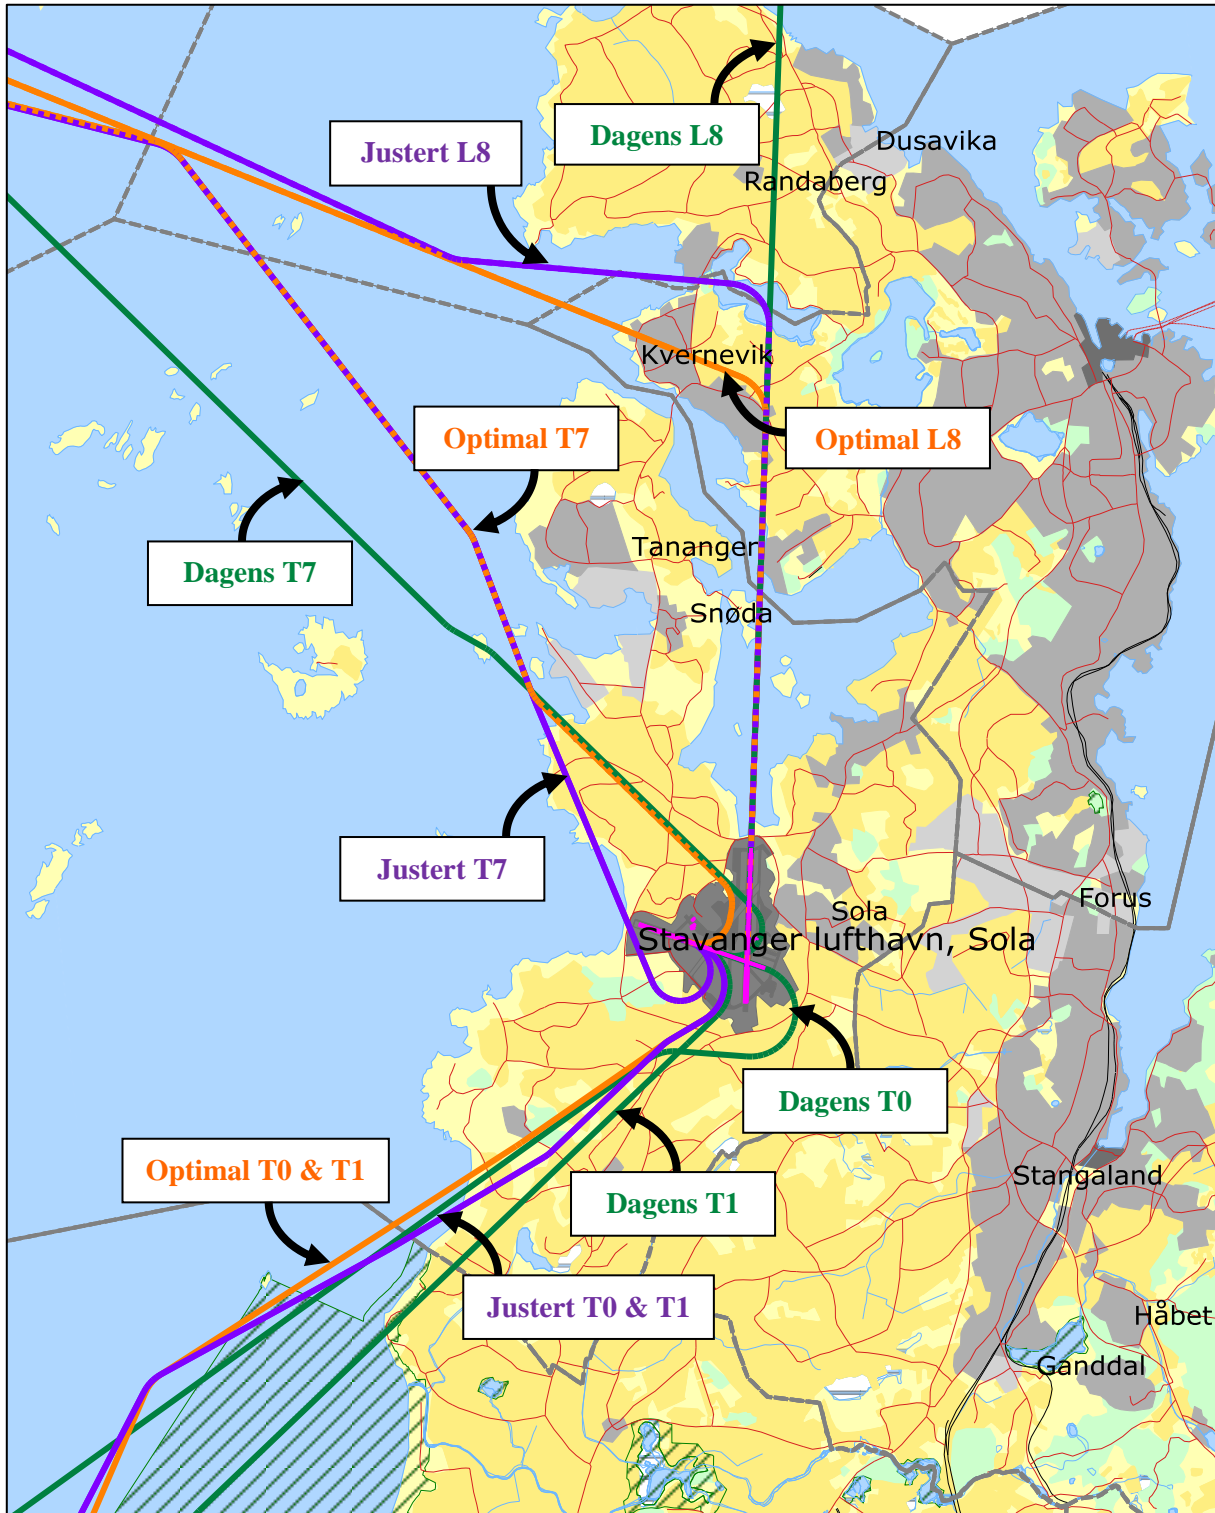 Dagens L8
Dusavika
Justert L8
Randaberg
Kvernevik
Optimal T7
Optimal L8
Tananger
Dagens T7
Snøda
Justert T7
Forus
Sola
Stavanger lufthavn, Sola
Dagens T0
Optimal T0 & T1
Stangaland
Dagens T1
Justert T0 & T1
Håbet
Ganddal